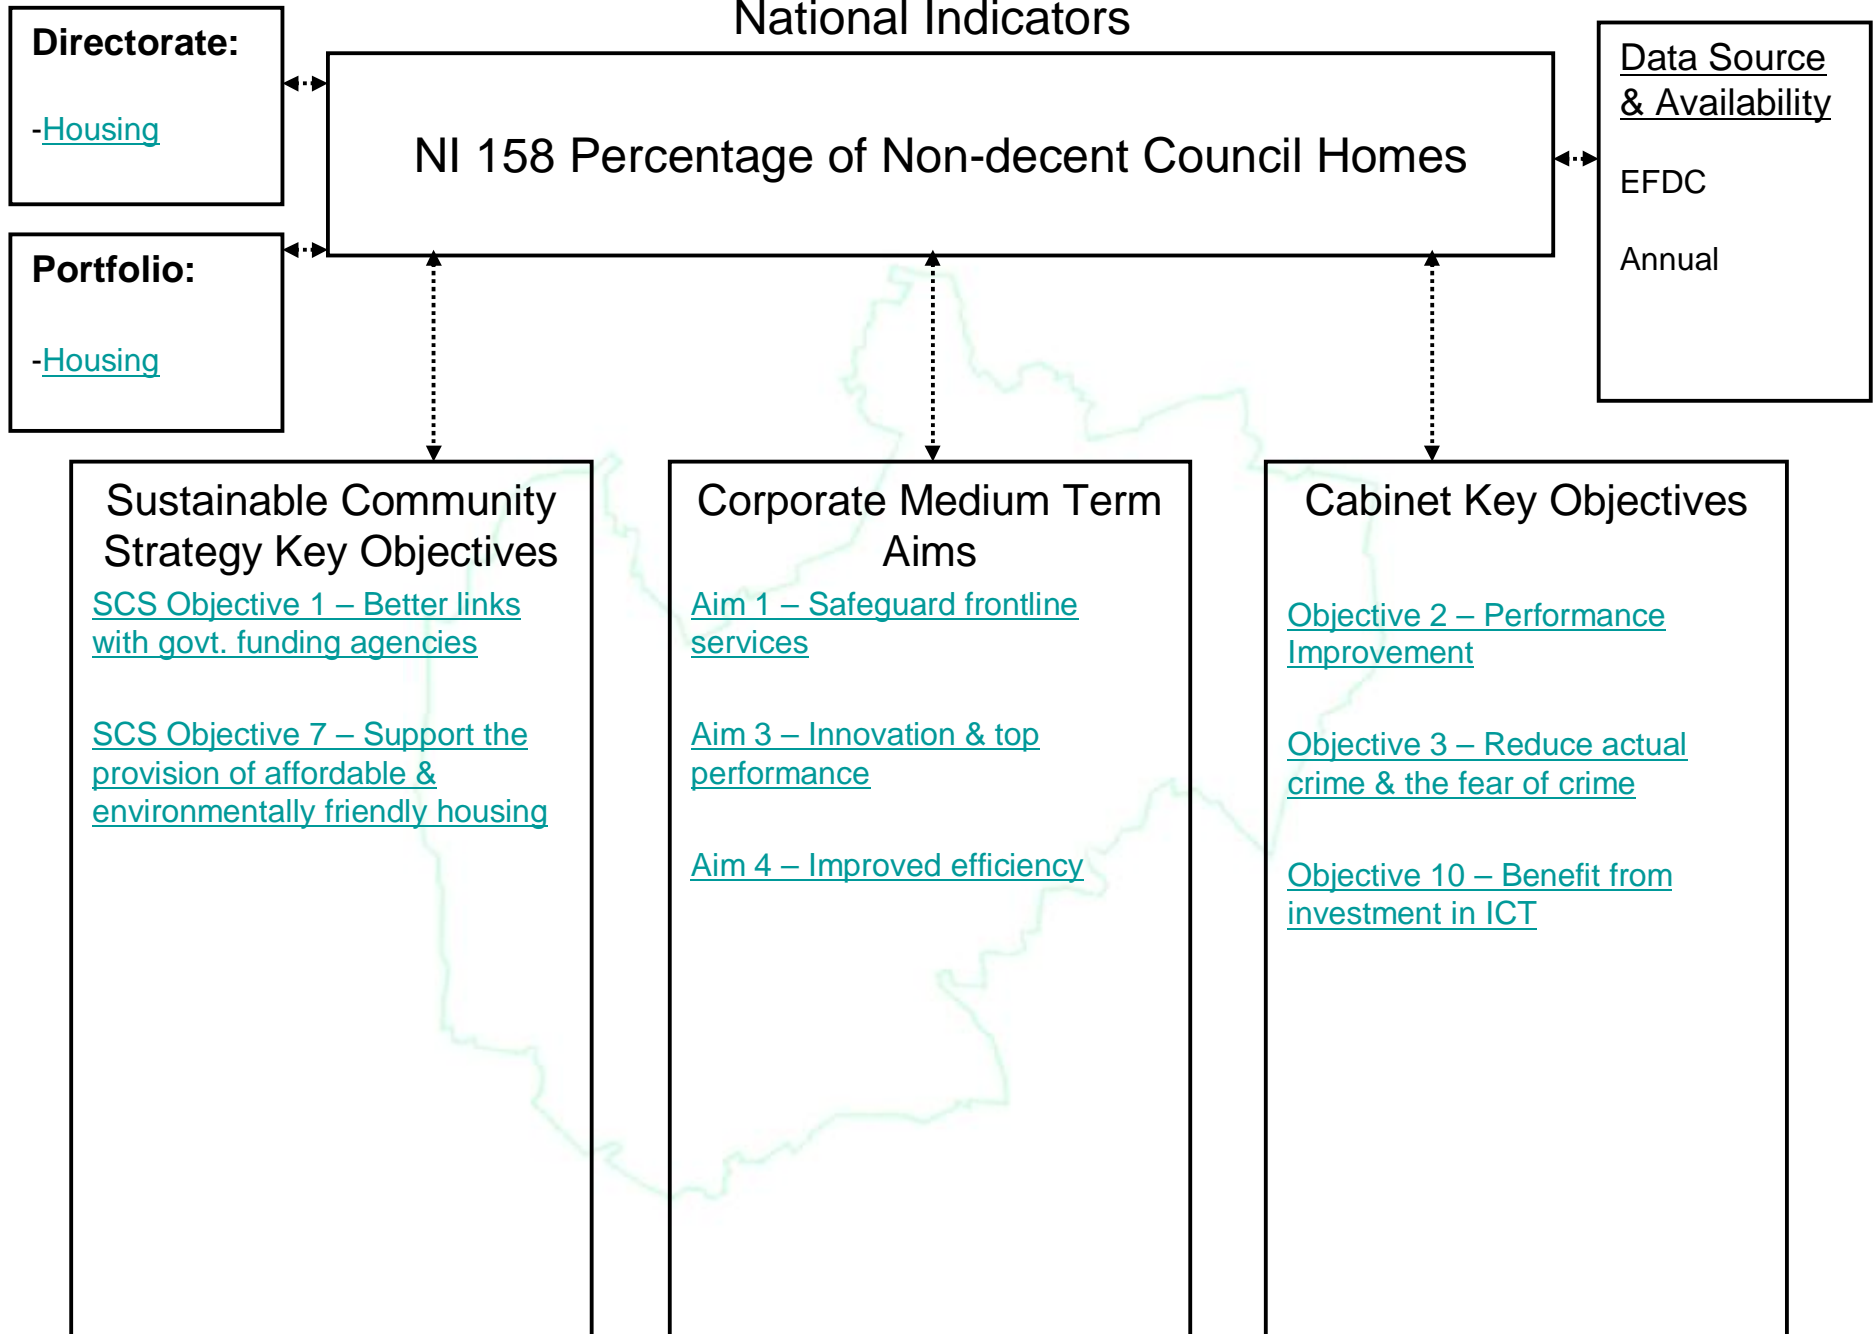 National Indicators
Directorate:
-Housing
NI 158 Percentage of Non-decent Council Homes
Data Source
& Availability
EFDC
Annual
Portfolio:
-Housing
Sustainable Community
Strategy Key Objectives
SCS Objective 1 – Better links
with govt. funding agencies
SCS Objective 7 – Support the
provision of affordable &
environmentally friendly housing
Corporate Medium Term
Aims
Aim 1 – Safeguard frontline
services
Aim 3 – Innovation & top
performance
Aim 4 – Improved efficiency
Cabinet Key Objectives
Objective 2 – Performance
Improvement
Objective 3 – Reduce actual
crime & the fear of crime
Objective 10 – Benefit from
investment in ICT